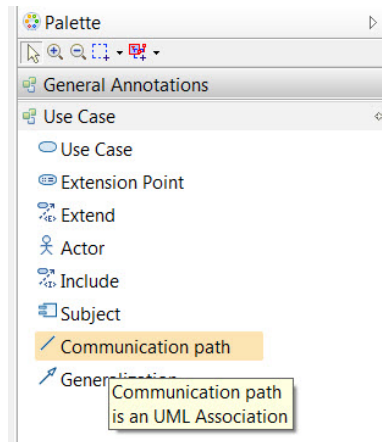 Palette
General Annotations
Use Case
Use Case
Extension Point
Extend
Actor
Include
Subject
Communication path
Communication path
is an UML Association